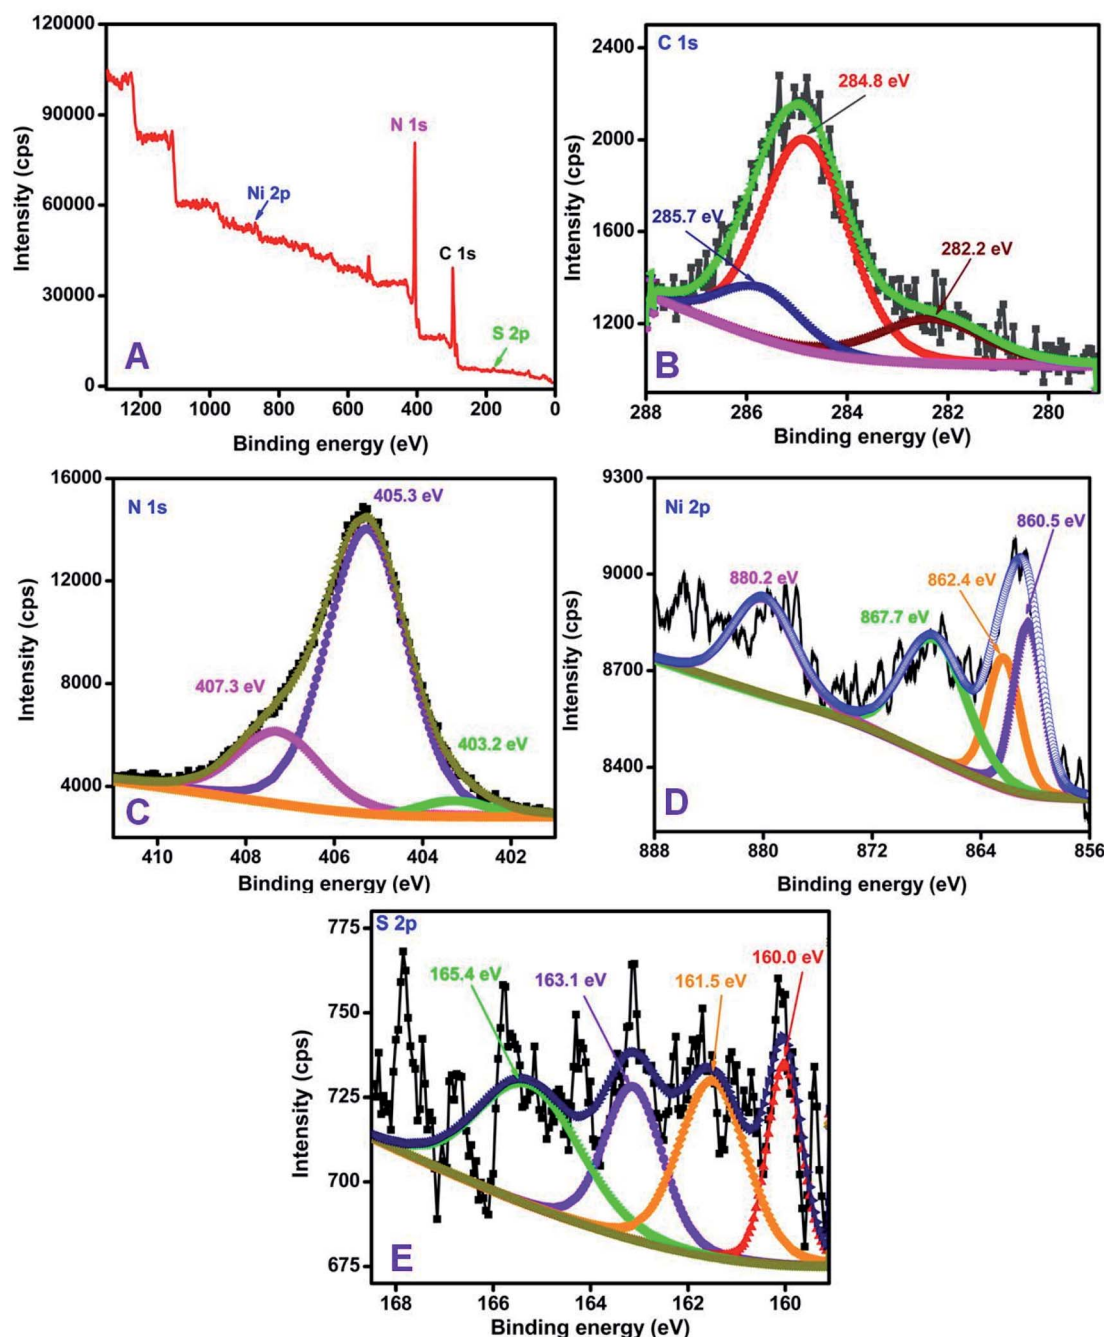 120000
90000
60000
30000
0
Intensity (cps)
N 1s
Ni 2p
C 1s
S 2p
A
1200 1000 800 600 400 200 0
Binding energy (eV)
2400
2000
1600
1200
Intensity (cps)
C 1s
284.8 eV
285.7 eV
282.2 eV
B
288 286 284 282 280
Binding energy (eV)
16000
12000
8000
4000
Intensity (cps)
N 1s
405.3 eV
407.3 eV
403.2 eV
C
410 408 406 404 402
Binding energy (eV)
9300
9000
8700
8400
Intensity (cps)
Ni 2p
860.5 eV
880.2 eV
862.4 eV
867.7 eV
D
888 880 872 864 856
Binding energy (eV)
775
750
725
700
675
Intensity (cps)
S 2p
160.0 eV
165.4 eV
163.1 eV
161.5 eV
E
168 166 164 162 160
Binding energy (eV)